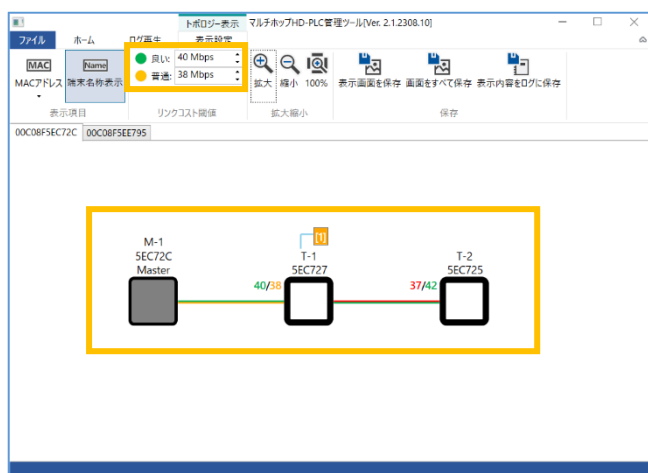 トポロジー表示 マルチホップHD-PLC管理ツール[Ver. 2.1.2308.10]
ファイル ホーム ログ再生 表示設定
MAC
MACアドレス
Name
端末名称表示
表示項目
良い: 40 Mbps
普通: 38 Mbps
リンクコスト閾値
拡大 縮小 100%
拡大縮小
表示画面を保存 画面をすべて保存 表示内容をログに保存
保存
00C08F5EC72C 00C08F5EE795
M-1
5EC72C
Master
[1]
T-1
5EC727
40/38
T-2
5EC725
37/42